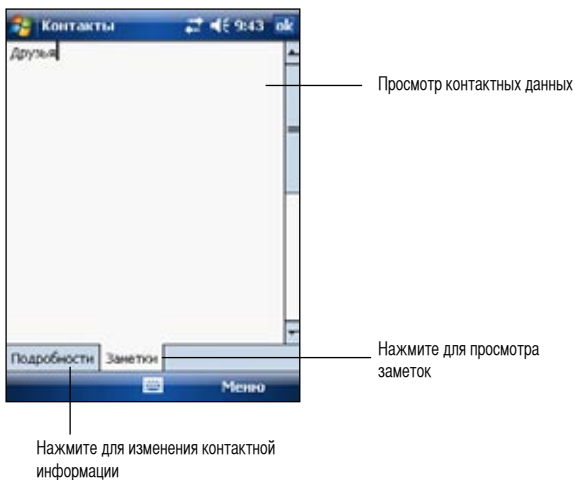 Контакты 9:43 ok
Друзья
Просмотр контактных данных
Подробности Заметки
Нажмите для просмотра
заметок
Меню
Нажмите для изменения контактной
информации